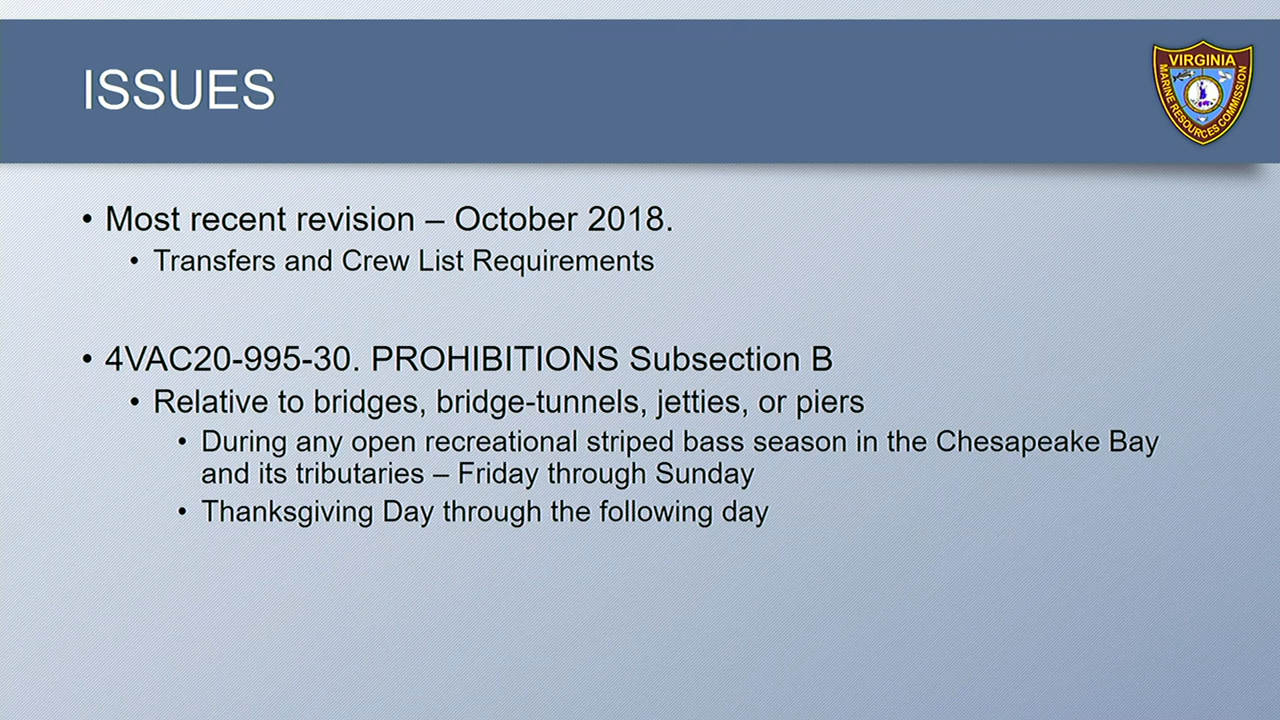 ISSUES
VIRGINIA
MARINE RESOURCES COMMISSION
• Most recent revision – October 2018.
• Transfers and Crew List Requirements
• 4VAC20-995-30. PROHIBITIONS Subsection B
• Relative to bridges, bridge-tunnels, jetties, or piers
• During any open recreational striped bass season in the Chesapeake Bay
and its tributaries – Friday through Sunday
• Thanksgiving Day through the following day